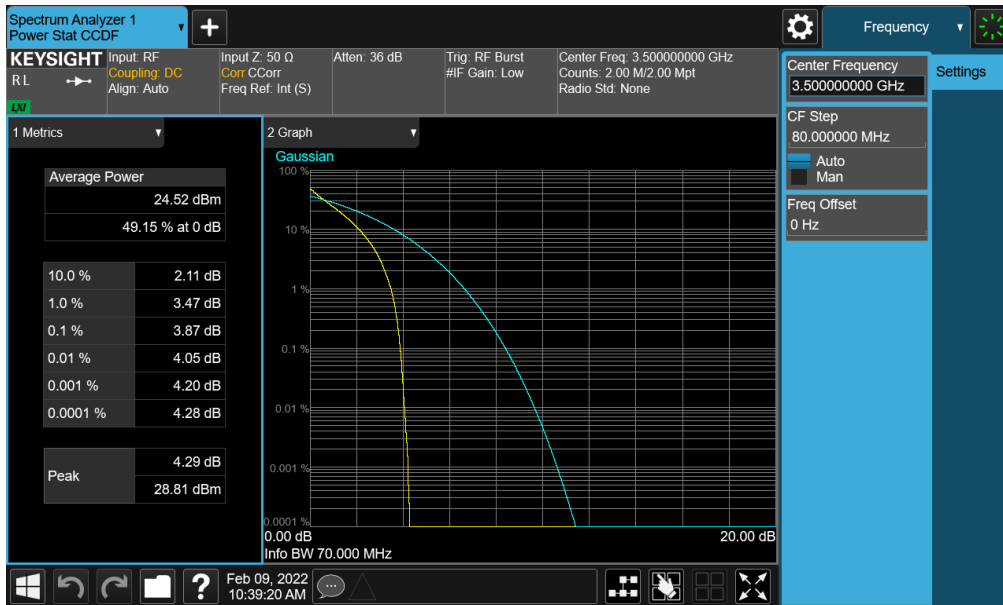 Spectrum Analyzer 1
Power Stat CCDF
Frequency
KEYSIGHT
R L
LXI
Input: RF
Coupling: DC
Align: Auto
Input Z: 50 Ω
Corr CCorr
Freq Ref: Int (S)
Atten: 36 dB
Trig: RF Burst
#IF Gain: Low
Center Freq: 3.500000000 GHz
Counts: 2.00 M/2.00 Mpt
Radio Std: None
Center Frequency
3.500000000 GHz
Settings
CF Step
80.000000 MHz
Auto
Man
Freq Offset
0 Hz
1 Metrics
Average Power
24.52 dBm
49.15 % at 0 dB
10.0 % 2.11 dB
1.0 % 3.47 dB
0.1 % 3.87 dB
0.01 % 4.05 dB
0.001 % 4.20 dB
0.0001 % 4.28 dB
Peak
4.29 dB
28.81 dBm
2 Graph
Gaussian
100 %
10 %
1 %
0.1 %
0.01 %
0.001 %
0.0001 %
0.00 dB 20.00 dB
Info BW 70.000 MHz
?
Feb 09, 2022
10:39:20 AM